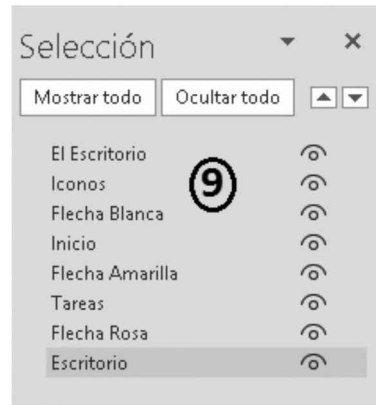 Selección
Mostrar todo Ocultar todo
El Escritorio
Iconos
9
Flecha Blanca
Inicio
Flecha Amarilla
Tareas
Flecha Rosa
Escritorio